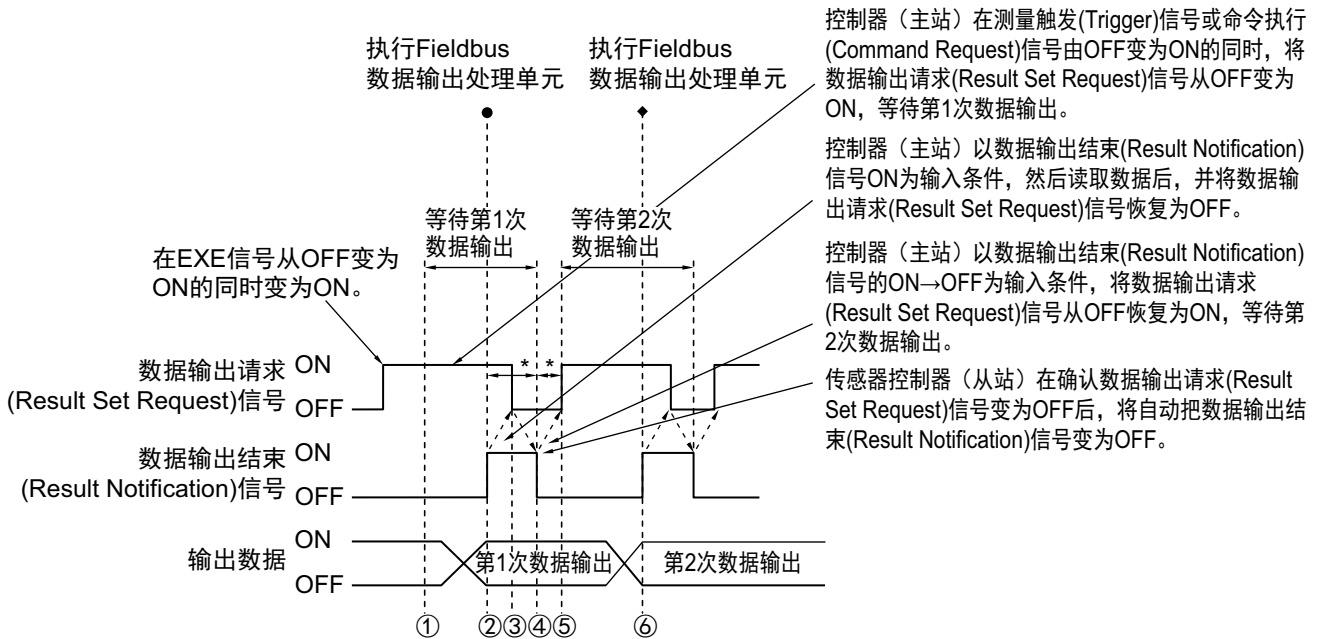 执行Fieldbus
数据输出处理单元
执行Fieldbus
数据输出处理单元
控制器（主站）在测量触发(Trigger)信号或命令执行
(Command Request)信号由OFF变为ON的同时，将
数据输出请求(Result Set Request)信号从OFF变为
ON，等待第1次数据输出。
控制器（主站）以数据输出结束(Result Notification)
信号ON为输入条件，然后读取数据后，并将数据输
出请求(Result Set Request)信号恢复为OFF。
控制器（主站）以数据输出结束(Result Notification)
信号的ON→OFF为输入条件，将数据输出请求
(Result Set Request)信号从OFF恢复为ON，等待第
2次数据输出。
传感器控制器（从站）在确认数据输出请求(Result
Set Request)信号变为OFF后，将自动把数据输出结
束(Result Notification)信号变为OFF。
等待第1次
数据输出
等待第2次
数据输出
在EXE信号从OFF变为
ON的同时变为ON。
数据输出请求
(Result Set Request)信号
ON
OFF
* *
数据输出结束
(Result Notification)信号
ON
OFF
输出数据
ON
OFF
第1次数据输出
第2次数据输出
① ②③④⑤ ⑥